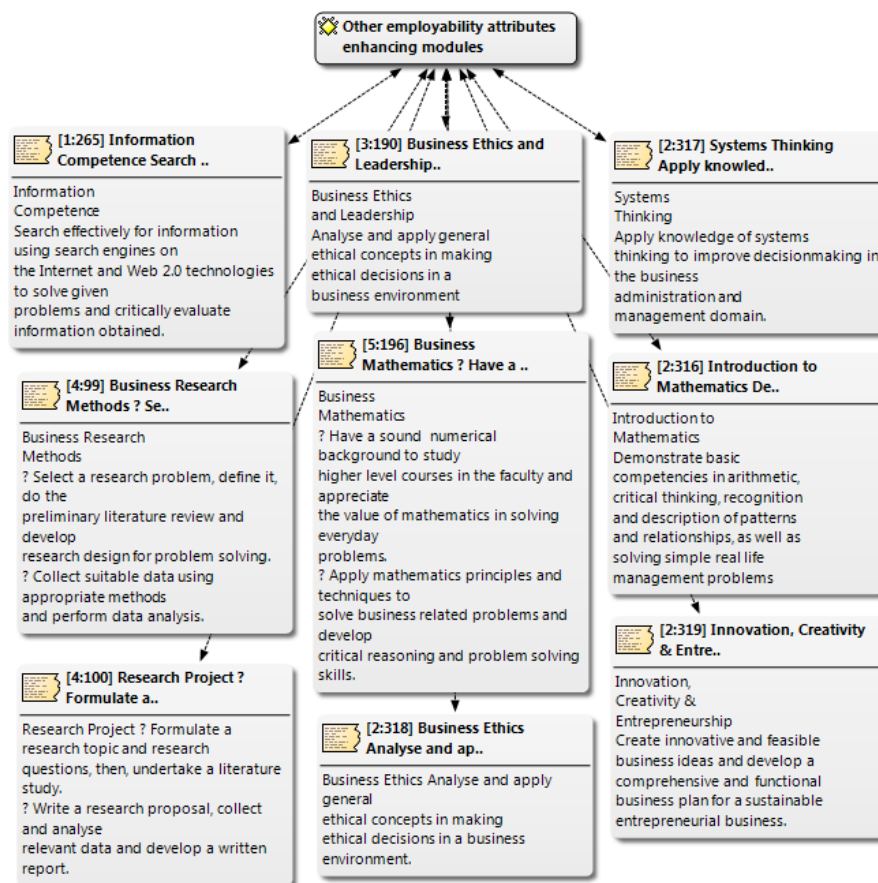 Other employability attributes
enhancing modules
[1:265] Information
Competence Search ..
Information
Competence
Search effectively for information
using search engines on
the Internet and Web 2.0 technologies
to solve given
problems and critically evaluate
information obtained.
[3:190] Business Ethics and
Leadership..
Business Ethics
and Leadership
Analyse and apply general
ethical concepts in making
ethical decisions in a
business environment
[2:317] Systems Thinking
Apply knowled..
Systems
Thinking
Apply knowledge of systems
thinking to improve decisionmaking in
the business
administration and
management domain.
[4:99] Business Research
Methods ? Se..
Business Research
Methods
? Select a research problem, define it,
do the
preliminary literature review and
develop
research design for problem solving.
? Collect suitable data using
appropriate methods
and perform data analysis.
[5:196] Business
Mathematics ? Have a ..
Business
Mathematics
? Have a sound  numerical
background to study
higher level courses in the faculty and
appreciate
the value of mathematics in solving
everyday
problems.
? Apply mathematics principles and
techniques to
solve business related problems and
develop
critical reasoning and problem solving
skills.
[2:316] Introduction to
Mathematics De..
Introduction to
Mathematics
Demonstrate basic
competencies in arithmetic,
critical thinking, recognition
and description of patterns
and relationships, as well as
solving simple real life
management problems
[4:100] Research Project ?
Formulate a..
Research Project ? Formulate a
research topic and research
questions, then, undertake a literature
study.
? Write a research proposal, collect
and analyse
relevant data and develop a written
report.
[2:318] Business Ethics
Analyse and ap..
Business Ethics Analyse and apply
general
ethical concepts in making
ethical decisions in a business
environment.
[2:319] Innovation, Creativity
& Entre..
Innovation,
Creativity &
Entrepreneurship
Create innovative and feasible
business ideas and develop a
comprehensive and functional
business plan for a sustainable
entrepreneurial business.